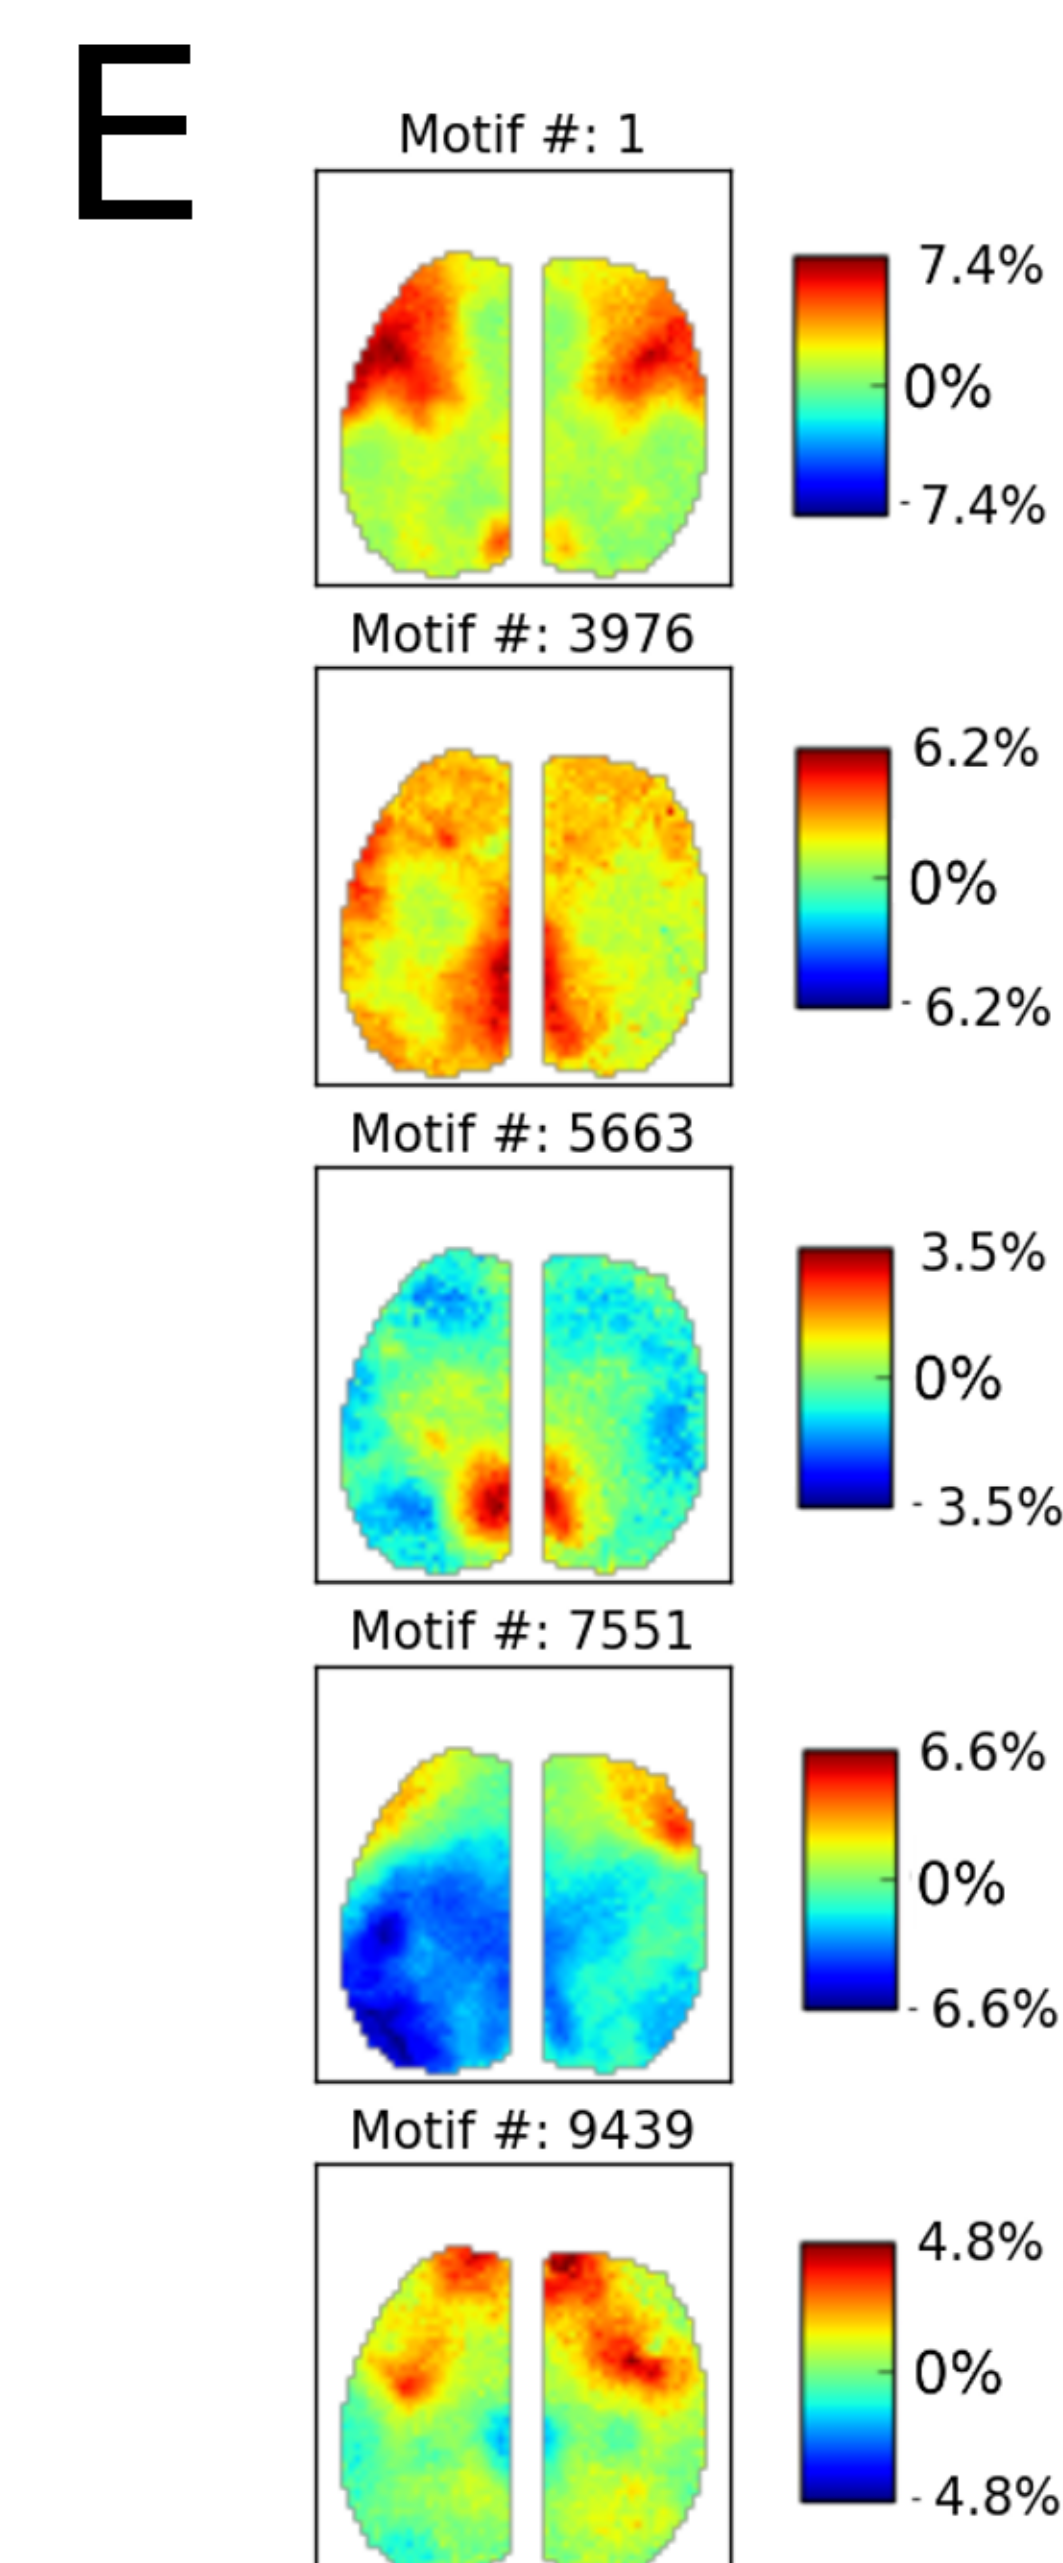 E
Motif #: 1
7.4%
0%
- 7.4%
Motif #: 3976
6.2%
0%
- 6.2%
Motif #: 5663
3.5%
0%
- 3.5%
Motif #: 7551
6.6%
0%
- 6.6%
Motif #: 9439
4.8%
0%
- 4.8%